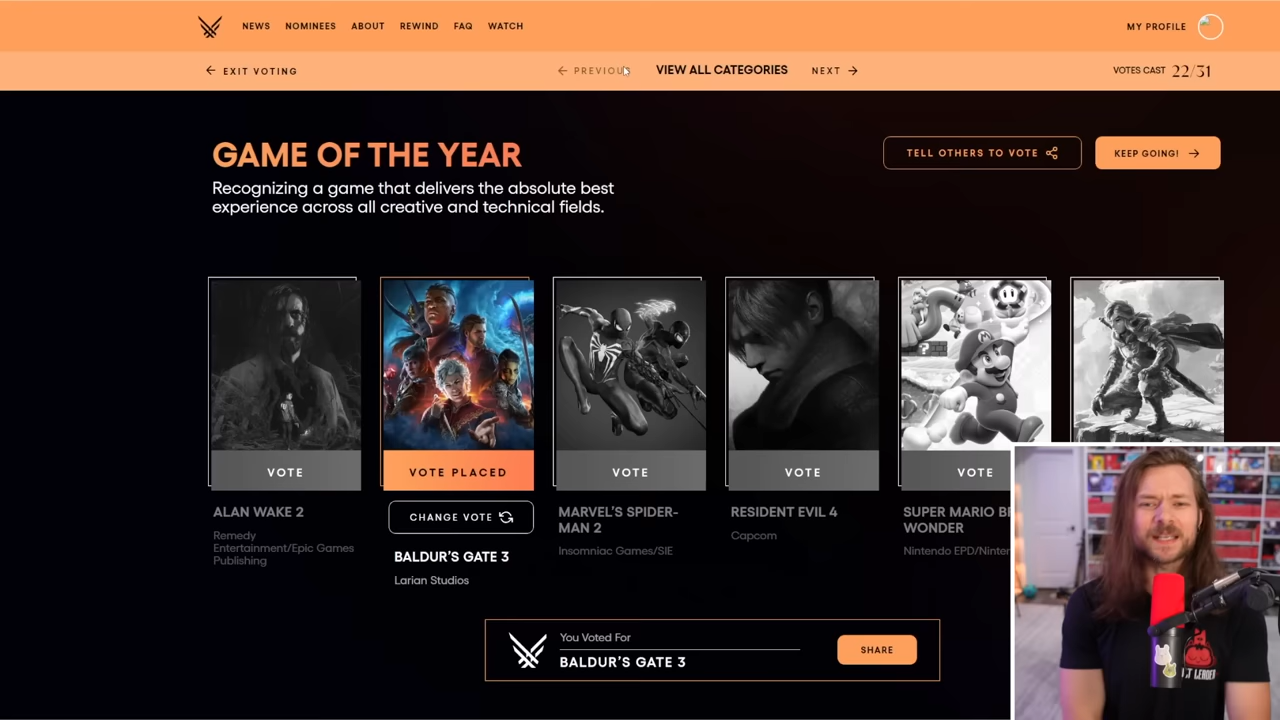 NEWS NOMINEES ABOUT REWIND FAQ WATCH MY PROFILE
EXIT VOTING PREVIOUS VIEW ALL CATEGORIES NEXT VOTES CAST 22/31
GAME OF THE YEAR
TELL OTHERS TO VOTE KEEP GOING!
Recognizing a game that delivers the absolute best
experience across all creative and technical fields.
VOTE
ALAN WAKE 2
Remedy
Entertainment/Epic Games
Publishing
VOTE PLACED
CHANGE VOTE
BALDUR'S GATE 3
Larian Studios
VOTE
MARVEL'S SPIDER-
MAN 2
Insomniac Games/SIE
VOTE
RESIDENT EVIL 4
Capcom
VOTE
SUPER MARIO
WONDER
Nintendo
You Voted For
BALDUR'S GATE 3
SHARE